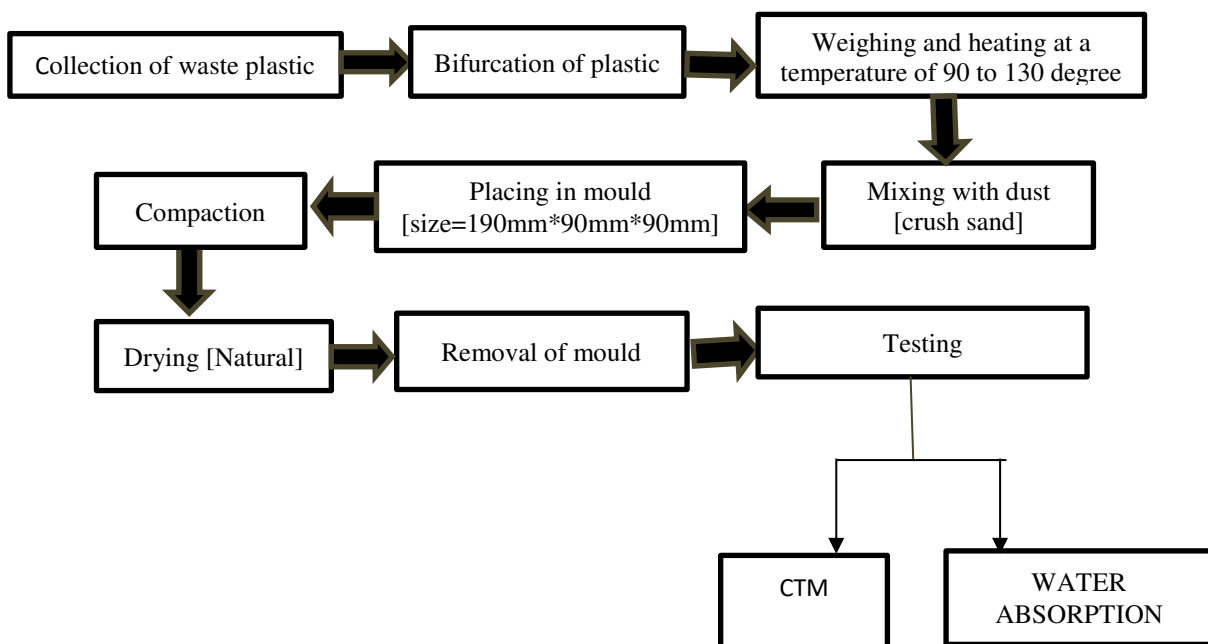 Collection of waste plastic
Bifurcation of plastic
Weighing and heating at a
temperature of 90 to 130 degree
Mixing with dust
[crush sand]
Placing in mould
[size=190mm*90mm*90mm]
Compaction
Drying [Natural]
Removal of mould
Testing
CTM
WATER
ABSORPTION